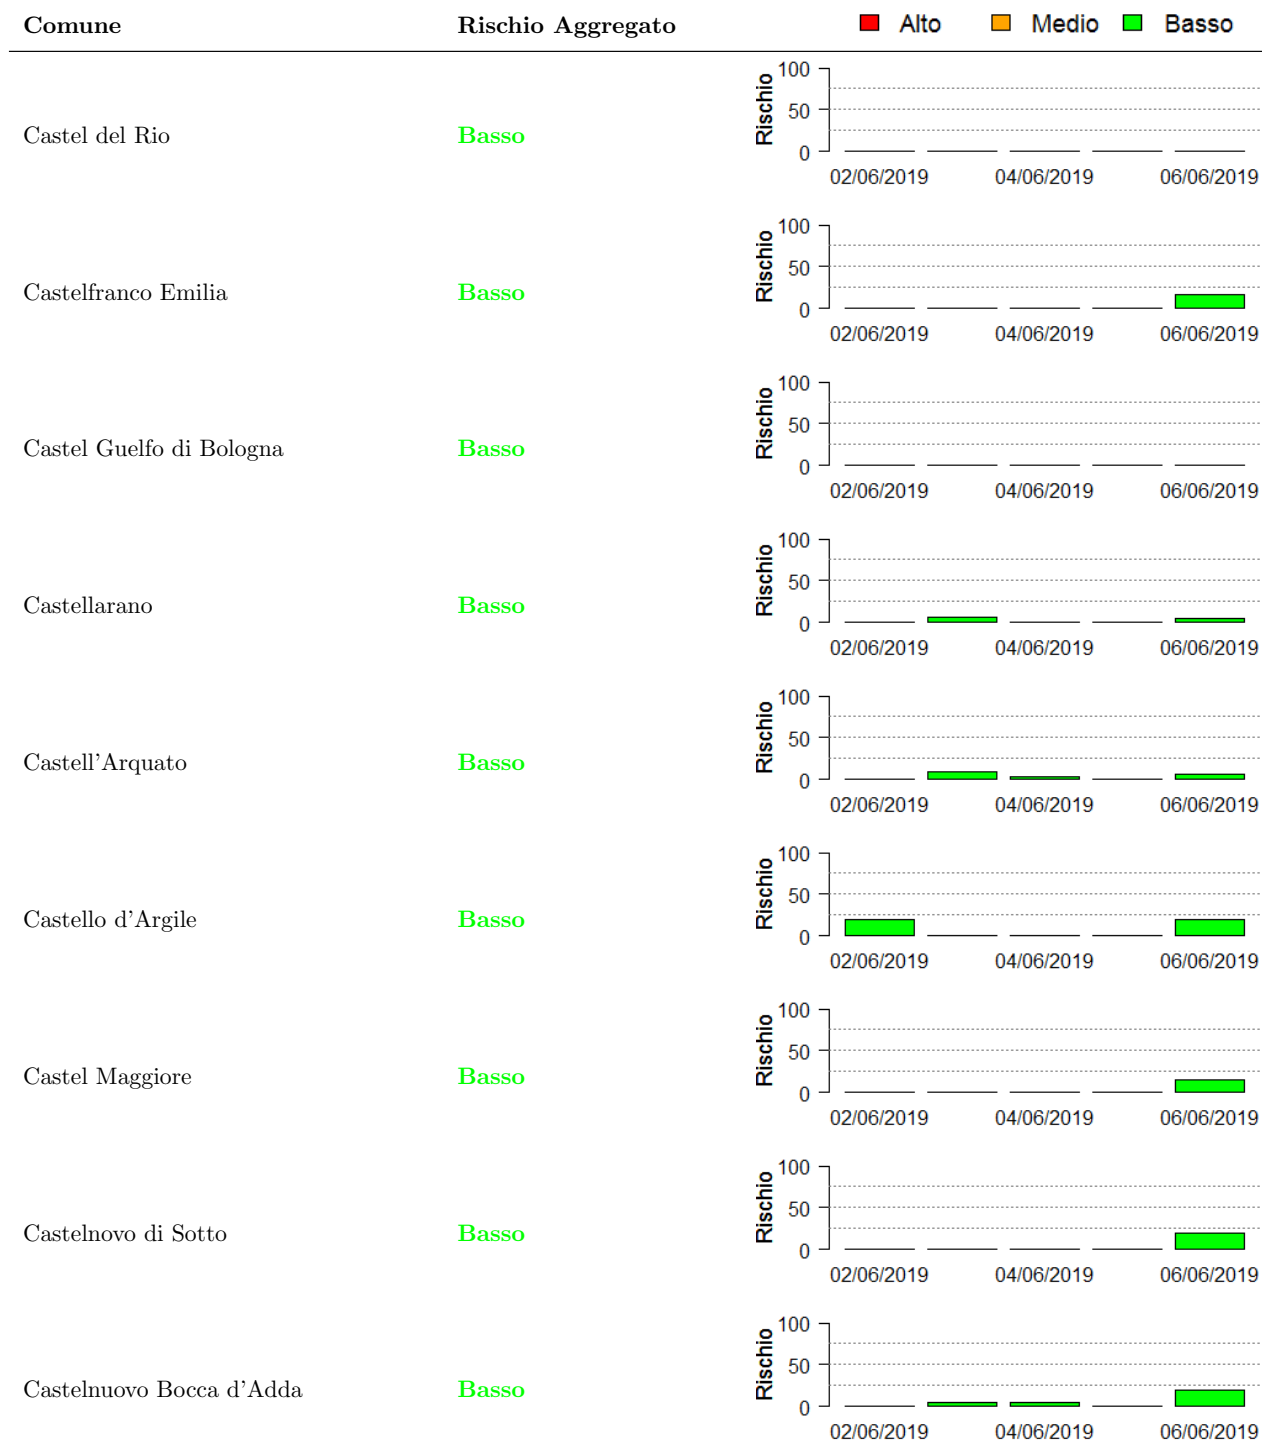 Comune Rischio Aggregato Alto Medio Basso
Castel del Rio Basso Rischio 100 50 0
02/06/2019 04/06/2019 06/06/2019
Castelfranco Emilia Basso Rischio 100 50 0
02/06/2019 04/06/2019 06/06/2019
Castel Guelfo di Bologna Basso Rischio 100 50 0
02/06/2019 04/06/2019 06/06/2019
Castellarano Basso Rischio 100 50 0
02/06/2019 04/06/2019 06/06/2019
Castell'Arquato Basso Rischio 100 50 0
02/06/2019 04/06/2019 06/06/2019
Castello d'Argile Basso Rischio 100 50 0
02/06/2019 04/06/2019 06/06/2019
Castel Maggiore Basso Rischio 100 50 0
02/06/2019 04/06/2019 06/06/2019
Castelnovo di Sotto Basso Rischio 100 50 0
02/06/2019 04/06/2019 06/06/2019
Castelnuovo Bocca d'Adda Basso Rischio 100 50 0
02/06/2019 04/06/2019 06/06/2019